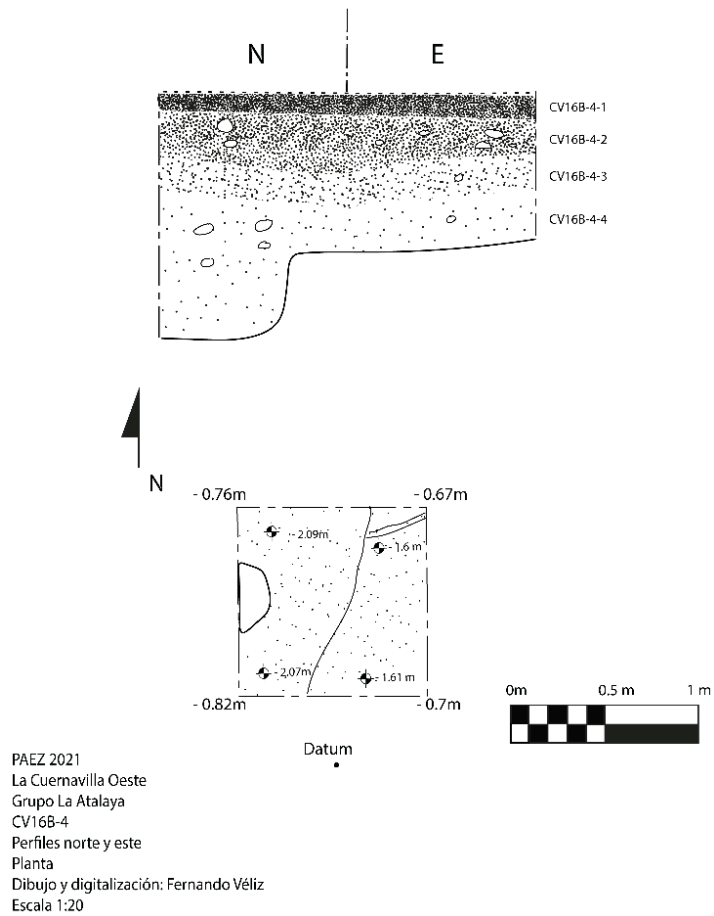 N E
CV16B-4-1
CV16B-4-2
CV16B-4-3
CV16B-4-4
N
- 0.76m - 0.67m
- 2.09m
- 1.6 m
- 2.07m
- 1.61 m
- 0.82m - 0.7m
0m 0.5 m 1 m
Datum
PAEZ 2021
La Cuernavilla Oeste
Grupo La Atalaya
CV16B-4
Perfiles norte y este
Planta
Dibujo y digitalización: Fernando Véliz
Escala 1:20